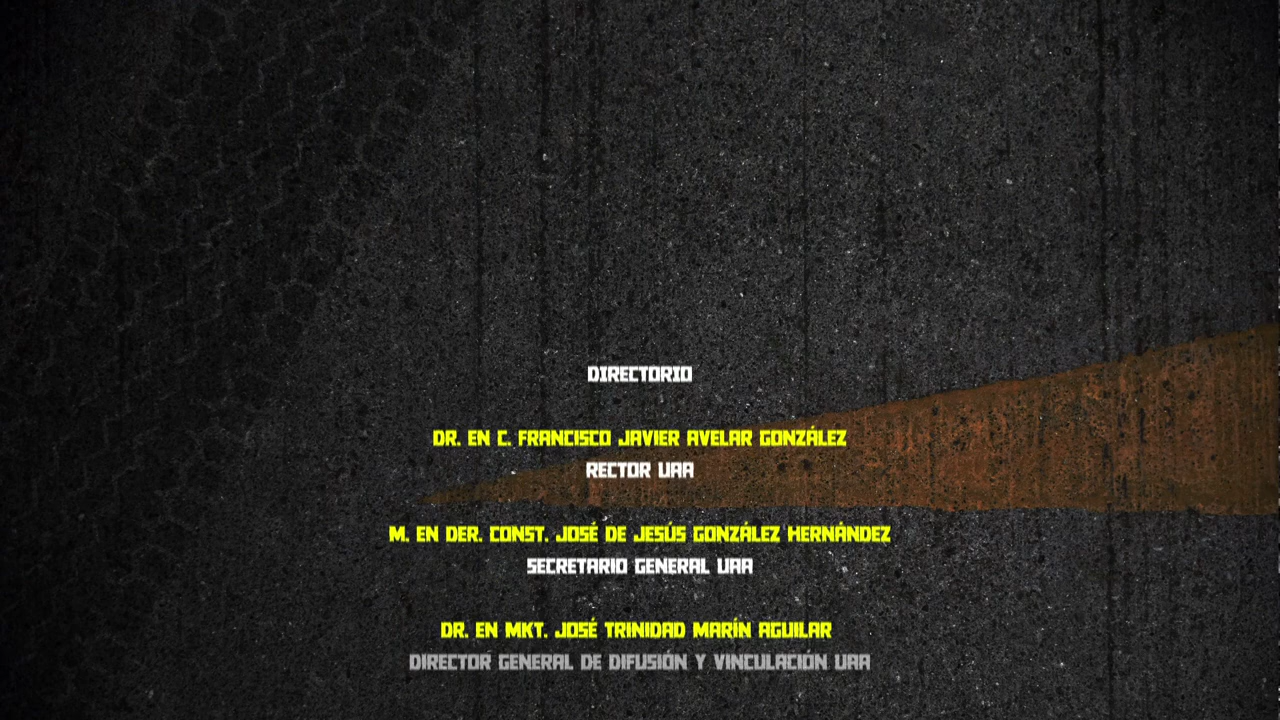 DIRECTORIO
DR. EN C. FRANCISCO JAVIER AVELAR GONZÁLEZ
RECTOR UAA
M. EN DER. CONST. JOSÉ DE JESÚS GONZÁLEZ HERNÁNDEZ
SECRETARIO GENERAL UAA
DR. EN MKT. JOSÉ TRINIDAD MARÍN AGUILAR
DIRECTOR GENERAL DE DIFUSIÓN Y VINCULACIÓN UAA